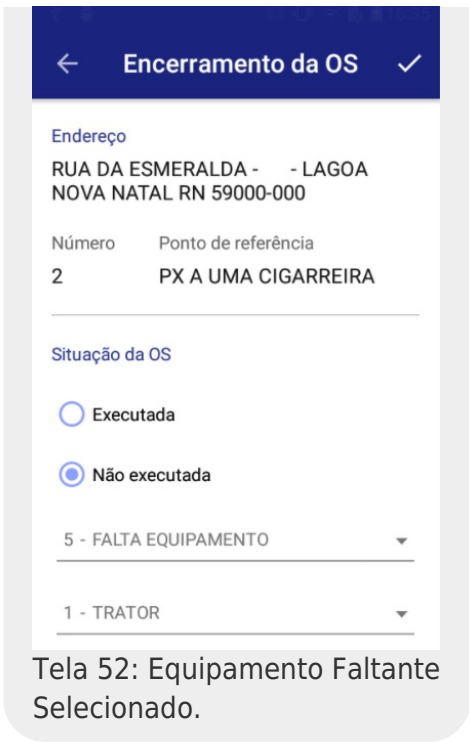 Encerramento da OS
Endereço
RUA DA ESMERALDA - - LAGOA
NOVA NATAL RN 59000-000
Número Ponto de referência
2 PX A UMA CIGARREIRA
Situação da OS
Executada
Não executada
5 - FALTA EQUIPAMENTO
1 - TRATOR
Tela 52: Equipamento Faltante
Selecionado.